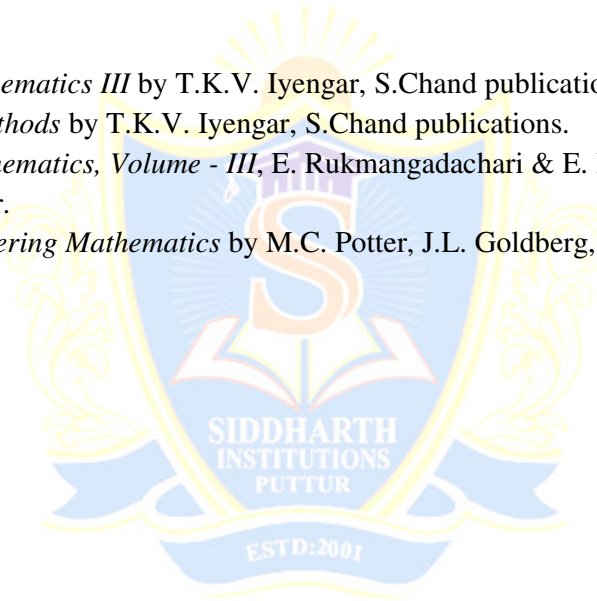 ematics III by T.K.V. Iyengar, S.Chand publicatio
thods by T.K.V. Iyengar, S.Chand publications.
ematics, Volume - III, E. Rukmangadachari & E.
r.
ering Mathematics by M.C. Potter, J.L. Goldberg,
S
SIDDHARTH
INSTITUTIONS
PUTTUR
ESTD:2001